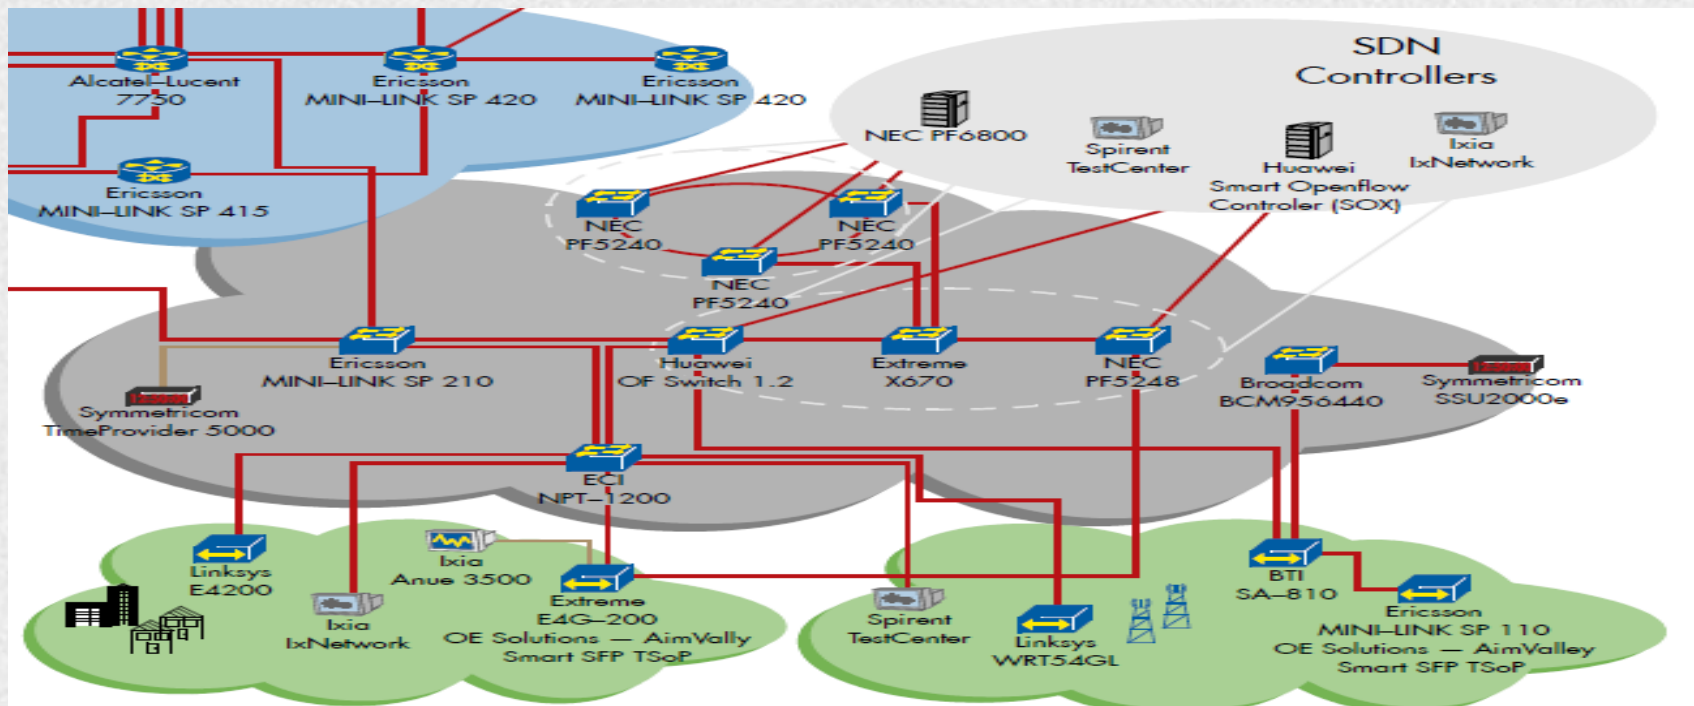 SDN
Controllers
Alcatel–Lucent
7750
Ericsson
MINI–LINK SP 420
Ericsson
MINI–LINK SP 420
Ericsson
MINI–LINK SP 415
NEC PF6800
Spirent
TestCenter
Huawei
Smart Openflow
Controler (SOX)
Ixia
IxNetwork
NEC
PF5240
NEC
PF5240
NEC
PF5240
Ericsson
MINI–LINK SP 210
Huawei
OF Switch 1.2
Extreme
X670
NEC
PF5248
Broadcom
BCM956440
Symmetricom
SSU2000e
Symmetricom
TimeProvider 5000
ECI
NPT–1200
Linksys
E4200
Ixia
Anue 3500
Ixia
IxNetwork
Extreme
E4G–200
OE Solutions — AimVally
Smart SFP TSoP
Spirent
TestCenter
Linksys
WRT54GL
BTI
SA–810
Ericsson
MINI–LINK SP 110
OE Solutions — AimValley
Smart SFP TSoP